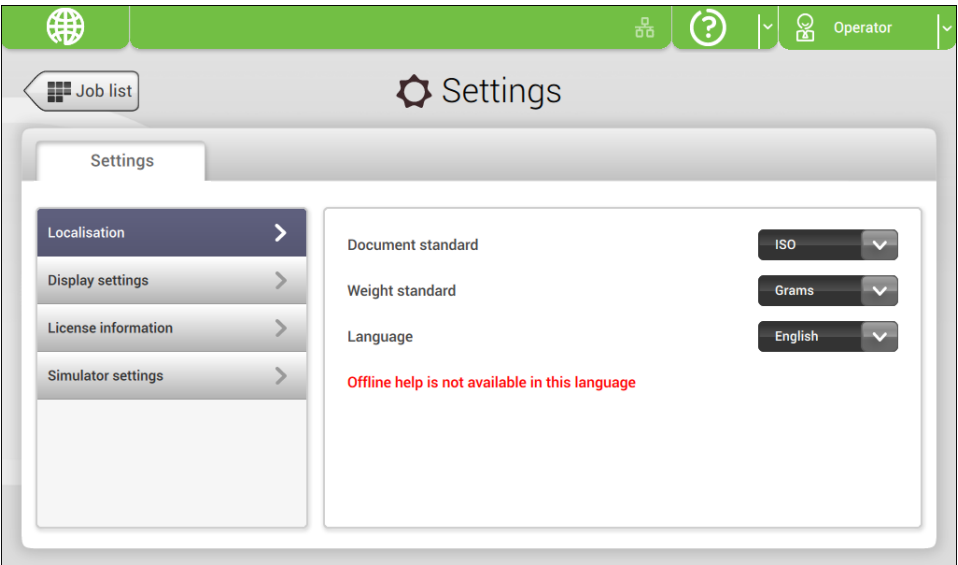 Operator
Job list
Settings
Settings
Localisation
Display settings
License information
Simulator settings
Document standard
ISO
Weight standard
Grams
Language
English
Offline help is not available in this language